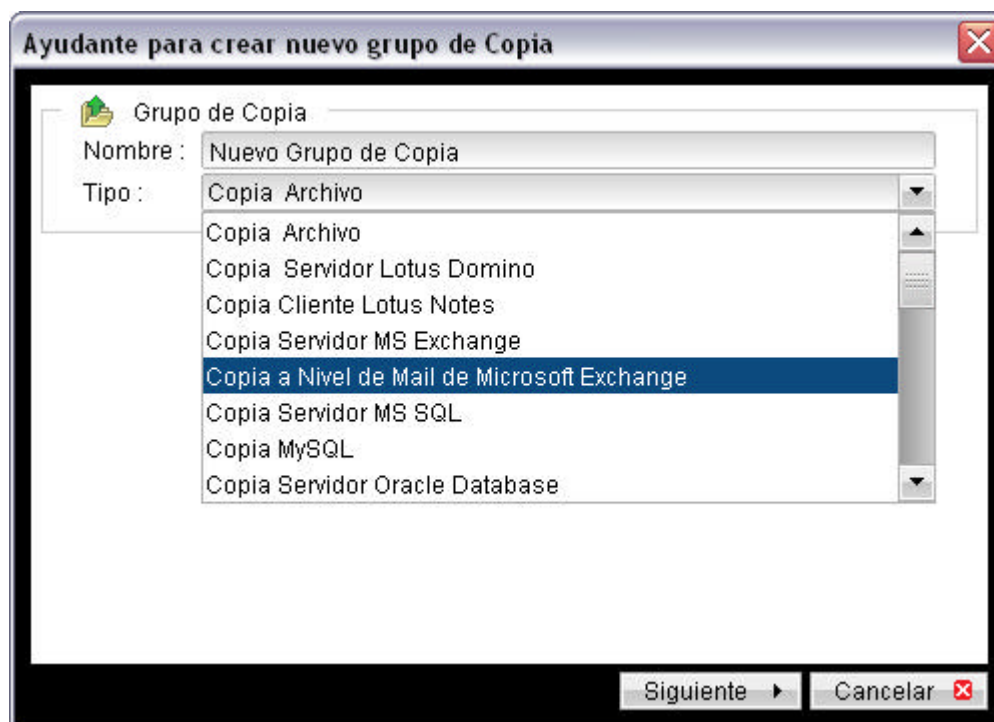 Ayudante para crear nuevo grupo de Copia
Grupo de Copia
Nombre : Nuevo Grupo de Copia
Tipo : Copia  Archivo
Copia  Archivo
Copia  Servidor Lotus Domino
Copia Cliente Lotus Notes
Copia Servidor MS Exchange
Copia a Nivel de Mail de Microsoft Exchange
Copia Servidor MS SQL
Copia MySQL
Copia Servidor Oracle Database
Siguiente Cancelar